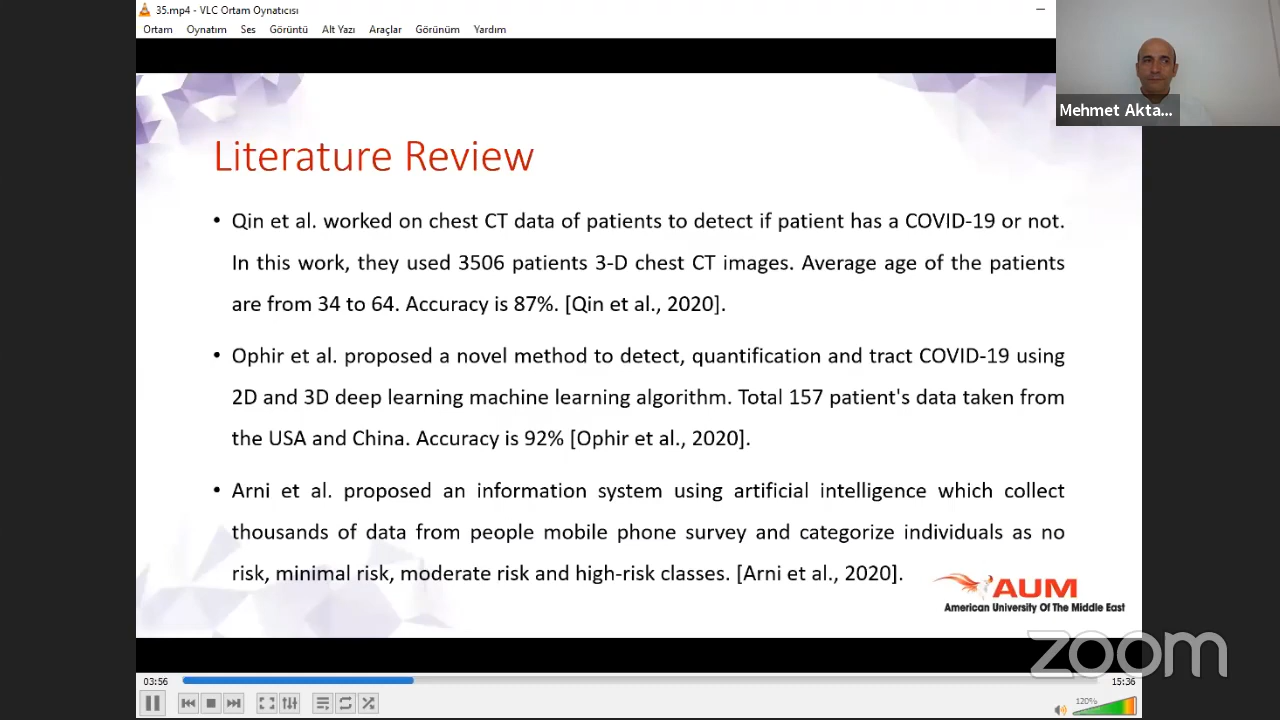 35.mp4 - VLC Ortam Oynatıcısı
Ortam Oynatım Ses Görüntü Alt Yazı Araçlar Görünüm Yardım
Mehmet Akta...
Literature Review
• Qin et al. worked on chest CT data of patients to detect if patient has a COVID-19 or not.
In this work, they used 3506 patients 3-D chest CT images. Average age of the patients
are from 34 to 64. Accuracy is 87%. [Qin et al., 2020].
• Ophir et al. proposed a novel method to detect, quantification and tract COVID-19 using
2D and 3D deep learning machine learning algorithm. Total 157 patient's data taken from
the USA and China. Accuracy is 92% [Ophir et al., 2020].
• Arni et al. proposed an information system using artificial intelligence which collect
thousands of data from people mobile phone survey and categorize individuals as no
risk, minimal risk, moderate risk and high-risk classes. [Arni et al., 2020].
AUM
American University Of The Middle East
zoom
03:56
15:36
120%